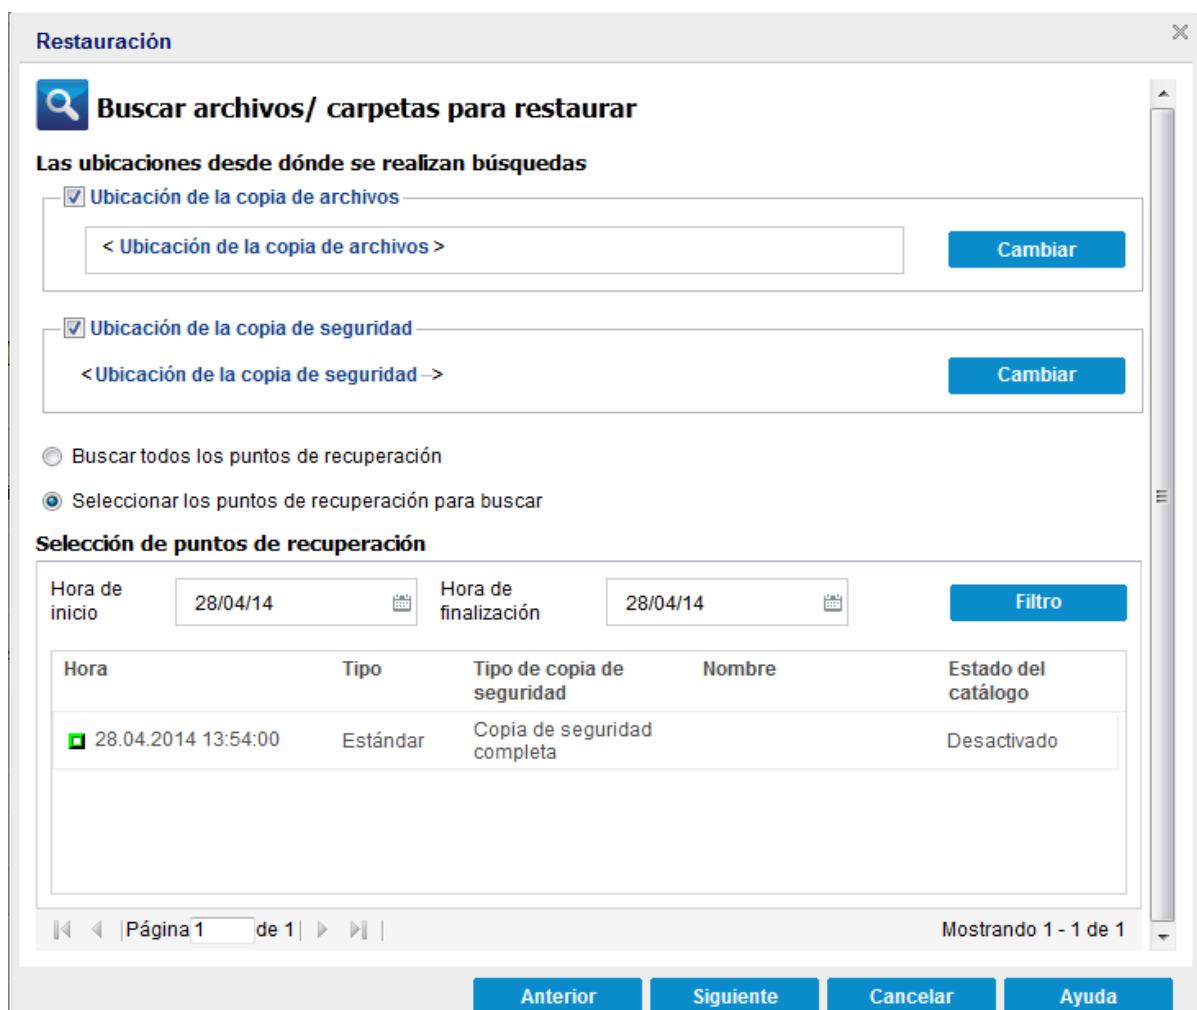 Restauración
Buscar archivos/ carpetas para restaurar
Las ubicaciones desde dónde se realizan búsquedas
Ubicación de la copia de archivos
< Ubicación de la copia de archivos >
Cambiar
Ubicación de la copia de seguridad
<Ubicación de la copia de seguridad –>
Cambiar
Buscar todos los puntos de recuperación
Seleccionar los puntos de recuperación para buscar
Selección de puntos de recuperación
Hora de
inicio
28/04/14
Hora de
finalización
28/04/14
Filtro
Hora
Tipo
Tipo de copia de
seguridad
Nombre
Estado del
catálogo
28.04.2014 13:54:00
Estándar
Copia de seguridad
completa
Desactivado
Página 1 de 1
Mostrando 1 - 1 de 1
Anterior
Siguiente
Cancelar
Ayuda